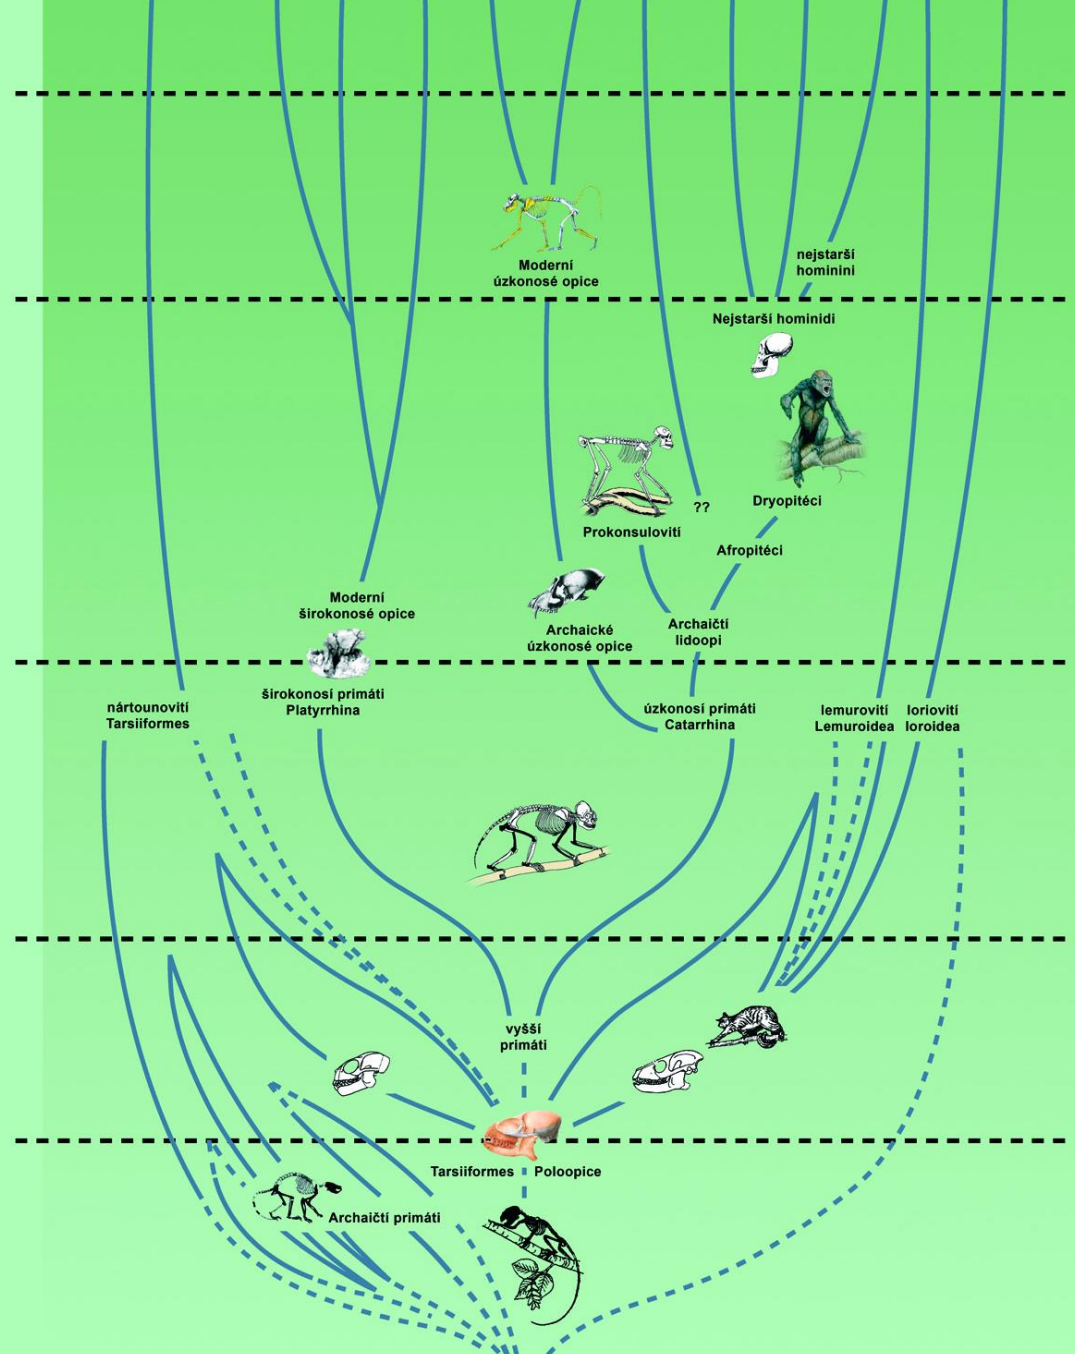 nejstarší
hominini
Moderní
úzkonosé opice
Nejstarší hominidi
Dryopitéci
??
Prokonsulovití
Afropitéci
Moderní
širokonosé opice
Archaické
úzkonosé opice
Archaičtí
lidoopi
nártounovití
Tarsiiformes
širokonosí primáti
Platyrrhina
úzkonosí primáti
Catarrhina
lemurovití
Lemuroidea
loriovití
loroidea
vyšší
primáti
Tarsiiformes
Poloopice
Archaičtí primáti